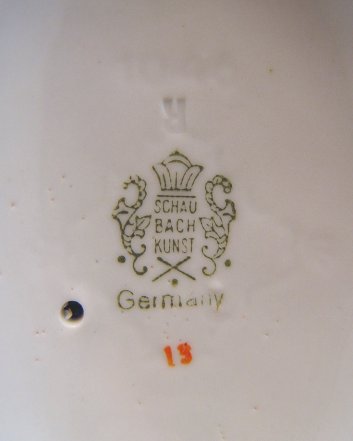 SCHAU
BACH
KUNST
Germany
13